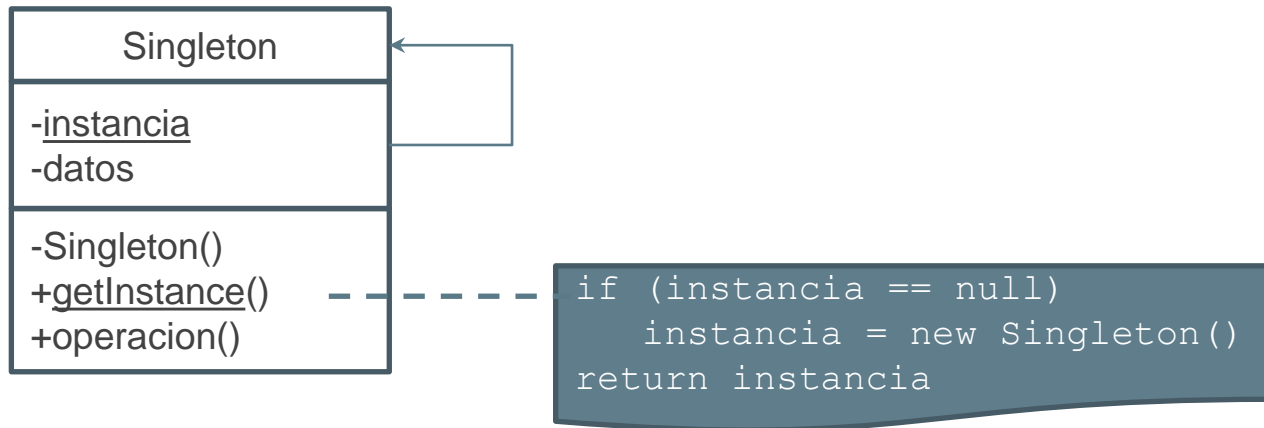 Singleton
-instancia
-datos
-Singleton()
+getInstance()
+operacion()
if (instancia == null)
instancia = new Singleton()
return instancia